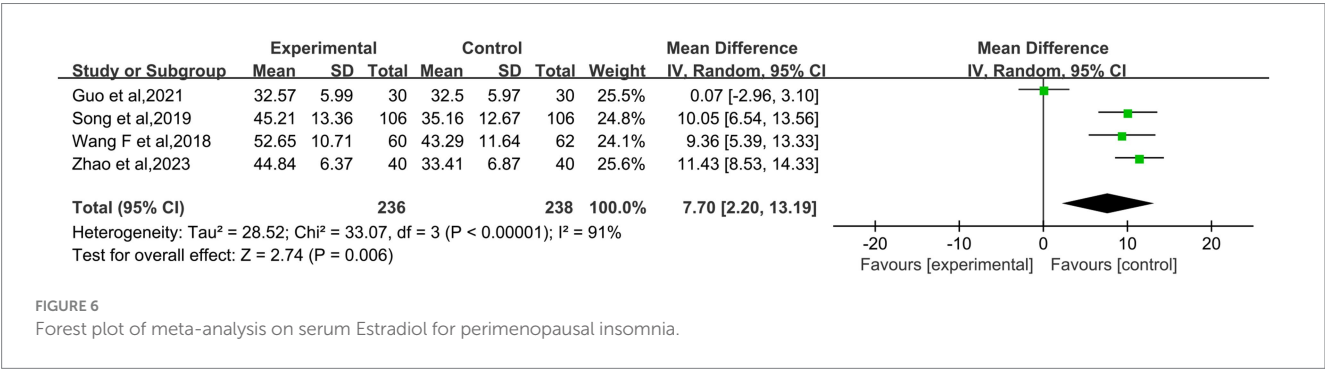 Experimental Control Mean Difference Mean Difference
Study or Subgroup Mean SD Total Mean SD Total Weight IV, Random, 95% CI IV, Random, 95% CI
Guo et al,2021 32.57 5.99 30 32.5 5.97 30 25.5% 0.07 [-2.96, 3.10]
Song et al,2019 45.21 13.36 106 35.16 12.67 106 24.8% 10.05 [6.54, 13.56]
Wang F et al,2018 52.65 10.71 60 43.29 11.64 62 24.1% 9.36 [5.39, 13.33]
Zhao et al,2023 44.84 6.37 40 33.41 6.87 40 25.6% 11.43 [8.53, 14.33]
Total (95% CI) 236 238 100.0% 7.70 [2.20, 13.19]
Heterogeneity: Tau² = 28.52; Chi² = 33.07, df = 3 (P < 0.00001); I² = 91%
Test for overall effect: Z = 2.74 (P = 0.006)
-20 -10 0 10 20
Favours [experimental] Favours [control]
FIGURE 6
Forest plot of meta-analysis on serum Estradiol for perimenopausal insomnia.